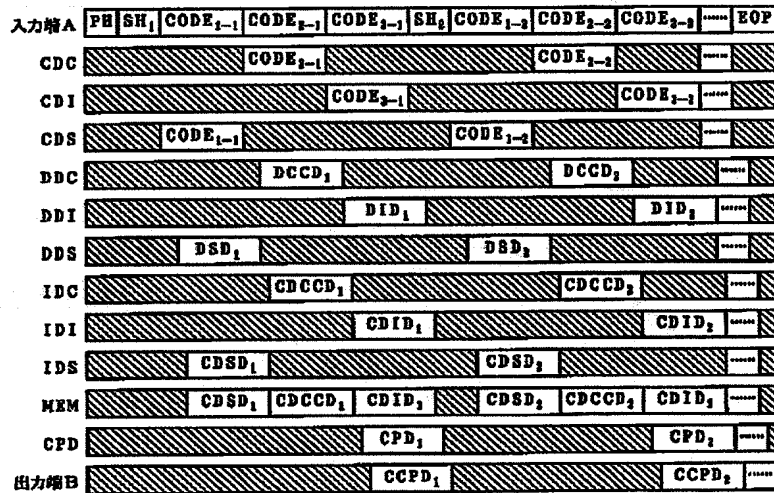 入力端A PH SH₁ CODE₁₋₁ CODE₂₋₁ CODE₃₋₁ SH₂ CODE₁₋₂ CODE₂₋₂ CODE₃₋₂ …… EOP
CDC CODE₂₋₁ CODE₂₋₂ ……
CDI CODE₃₋₁ CODE₃₋₂ ……
CDS CODE₁₋₁ CODE₁₋₂ ……
DDC DCCD₁ DCCD₂ ……
DDI DID₁ DID₂ ……
DDS DSD₁ DSD₂ ……
IDC CDCCD₁ CDCCD₂ ……
IDI CDID₁ CDID₂ ……
IDS CDSD₁ CDSD₂ ……
MEM CDSD₁ CDCCD₁ CDID₁ CDSD₂ CDCCD₂ CDID₂ ……
CPD CPD₁ CPD₂ ……
出力端B CCPD₁ CCPD₂ ……